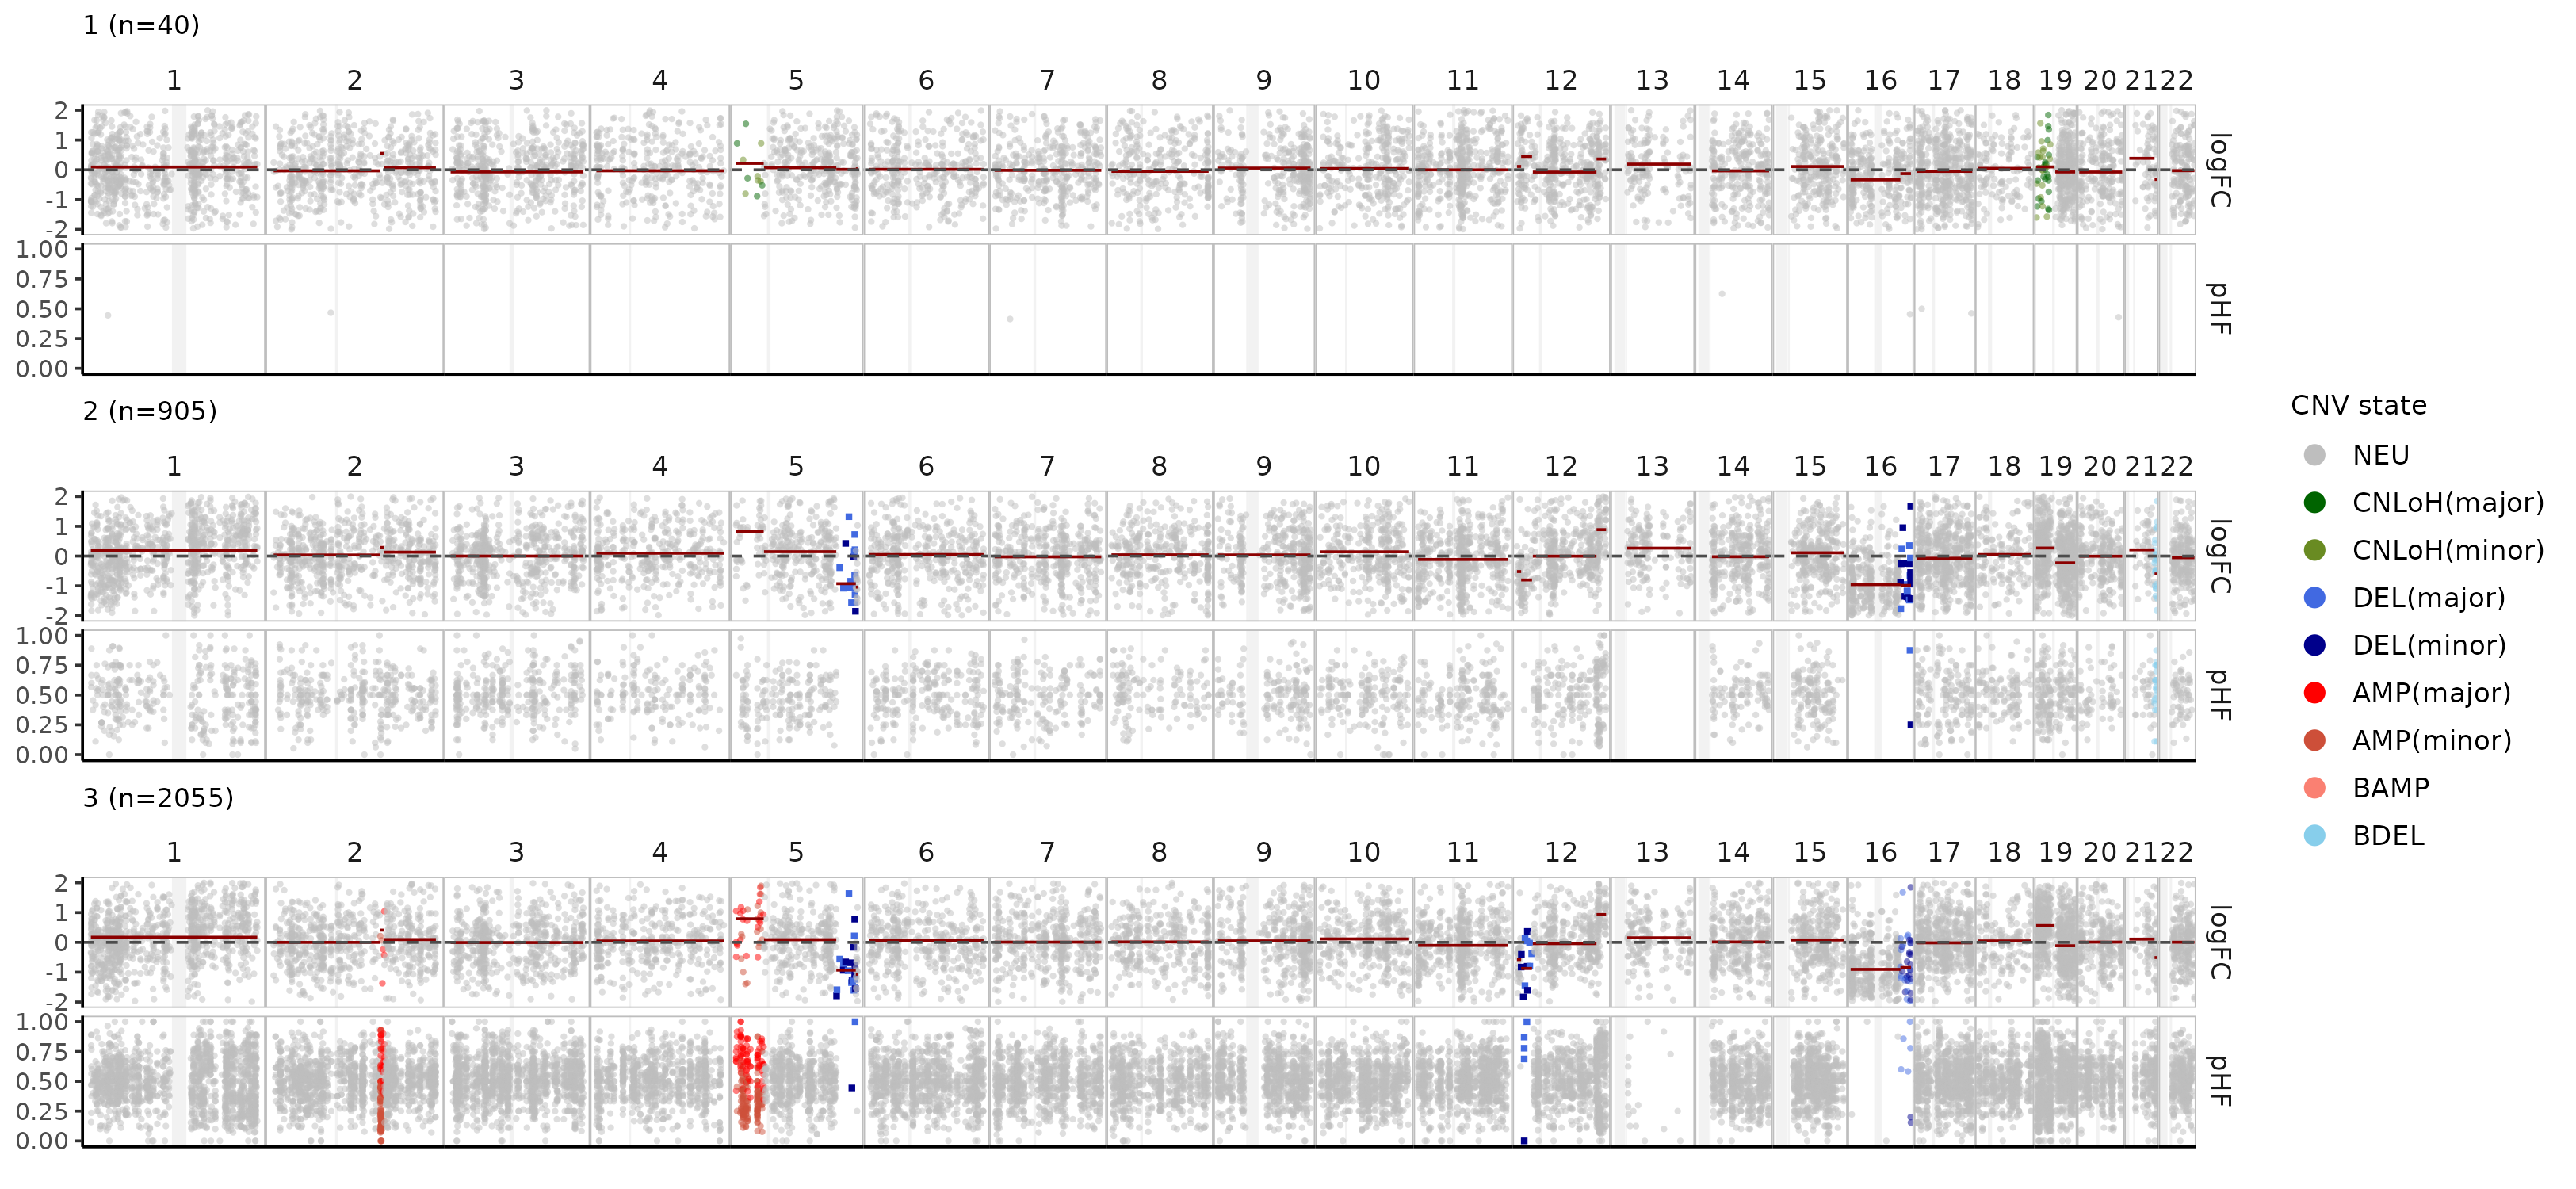 1 (n=40)
1 2 3 4 5 6 7 8 9 10 11 12 13 14 15 16 17 18 19 20 21 22
2
1
0
-1
-2
logFC
1.00
0.75
0.50
0.25
0.00
pHF
2 (n=905)
1 2 3 4 5 6 7 8 9 10 11 12 13 14 15 16 17 18 19 20 21 22
2
1
0
-1
-2
logFC
1.00
0.75
0.50
0.25
0.00
pHF
3 (n=2055)
1 2 3 4 5 6 7 8 9 10 11 12 13 14 15 16 17 18 19 20 21 22
2
1
0
-1
-2
logFC
1.00
0.75
0.50
0.25
0.00
pHF
CNV state
NEU
CNLoH(major)
CNLoH(minor)
DEL(major)
DEL(minor)
AMP(major)
AMP(minor)
BAMP
BDEL